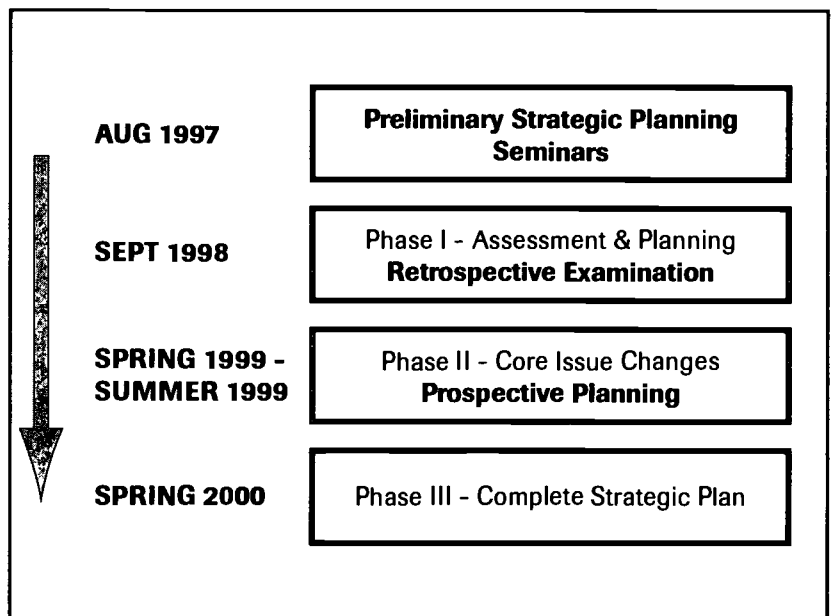 AUG 1997
Preliminary Strategic Planning
Seminars
SEPT 1998
Phase I - Assessment & Planning
Retrospective Examination
SPRING 1999 -
SUMMER 1999
Phase II - Core Issue Changes
Prospective Planning
SPRING 2000
Phase III - Complete Strategic Plan